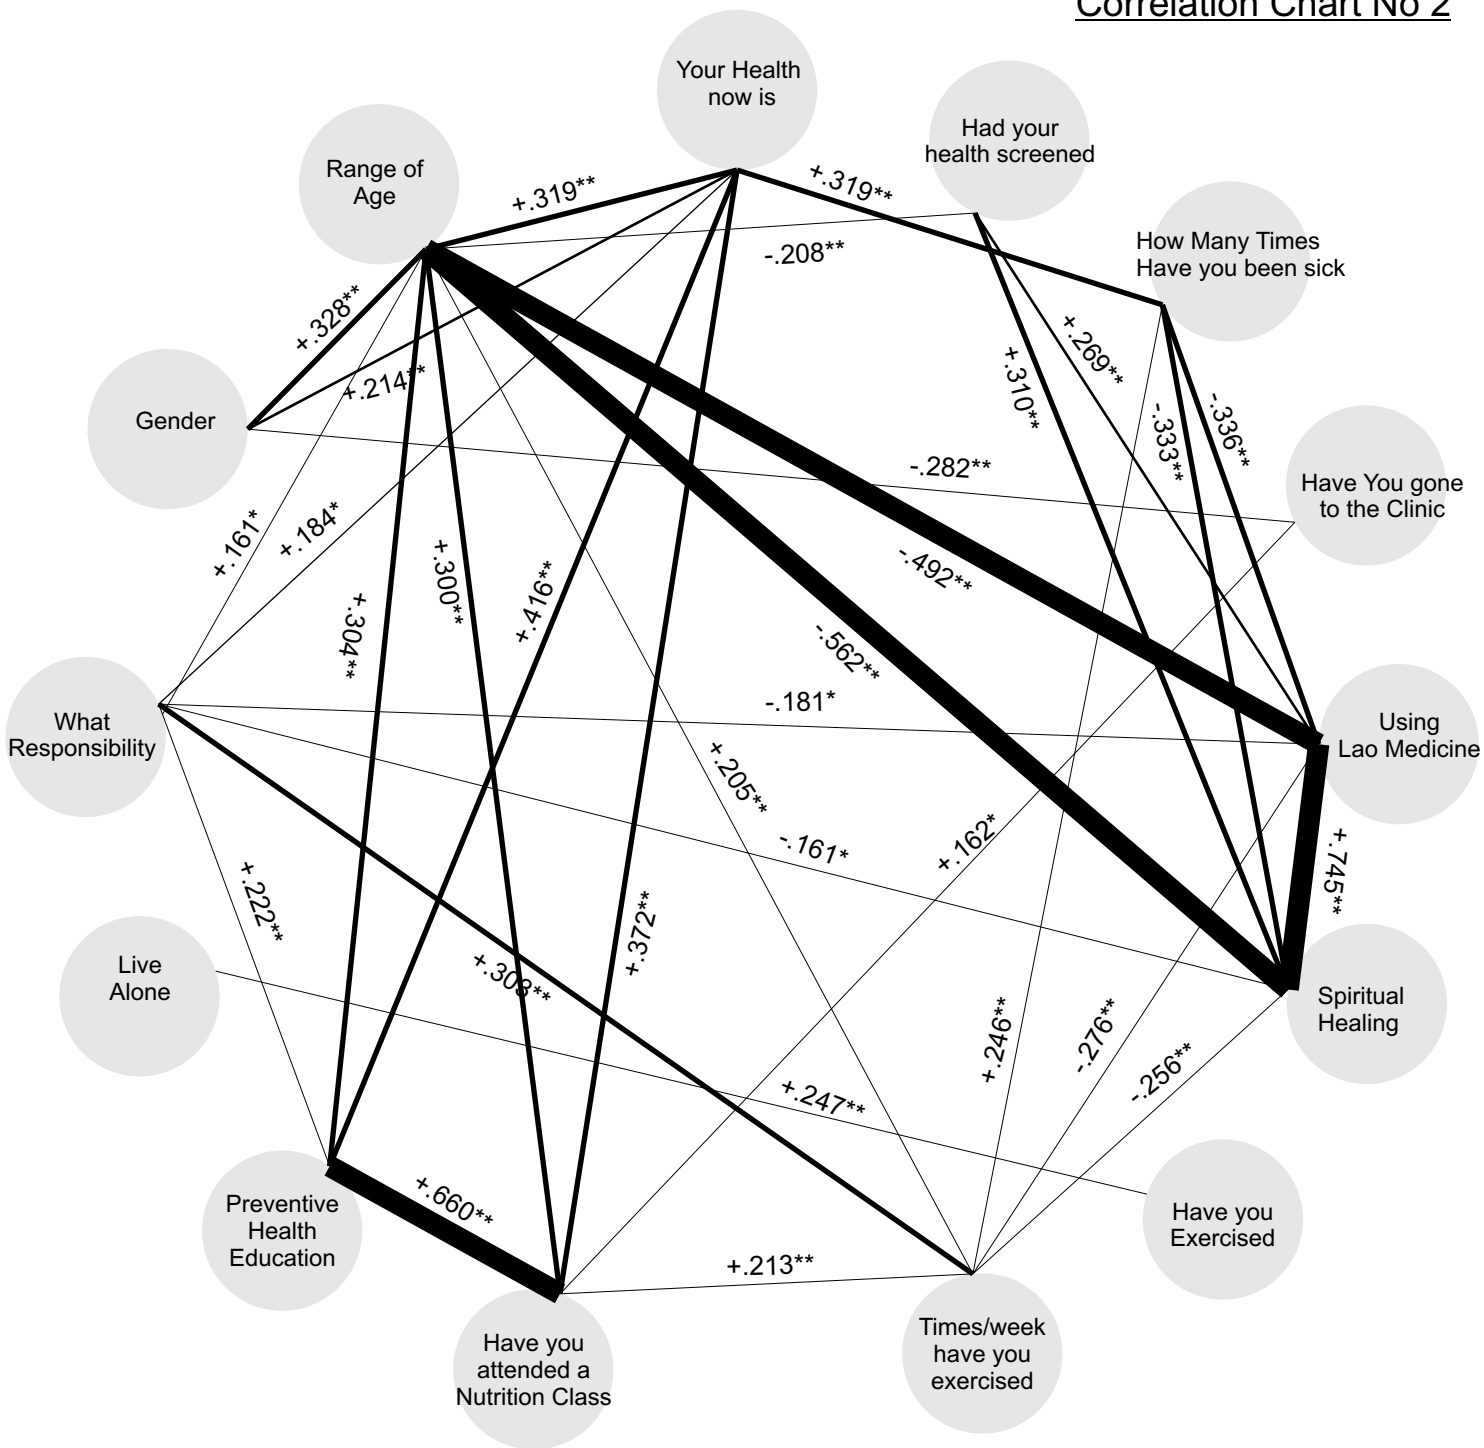 Correlation Chart No 2
Your Health
now is
Had your
health screened
Range of
Age
+.319**
+.319**
How Many Times
Have you been sick
-.208**
+.328**
+.269**
+.310**
+.214**
-.333**
-.336**
Gender
-.282**
Have You gone
to the Clinic
+.161*
+.184*
+.300**
+.416**
-.492**
+.304**
-.562**
What
Responsibility
-.181*
Using
Lao Medicine
+.205**
-.161*
+.162*
+.745**
+.222**
+.372**
Live
Alone
+.303**
Spiritual
Healing
+.246**
-.276**
-.256**
+.247**
Preventive
Health
Education
+.660**
Have you
Exercised
+.213**
Have you
attended a
Nutrition Class
Times/week
have you
exercised